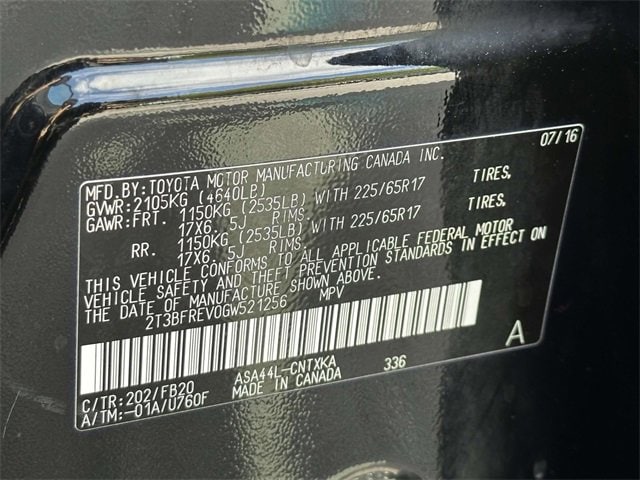 07/16
MFD.BY:TOYOTA MOTOR MANUFACTURING CANADA INC.
GVWR:2105KG (4640LB)
GAWR:FRT. 1150KG (2535LB) WITH 225/65R17 TIRES,
17X6. 5J RIMS.
RR. 1150KG (2535LB) WITH 225/65R17 TIRES,
17X6. 5J RIMS.
THIS VEHICLE CONFORMS TO ALL APPLICABLE FEDERAL MOTOR
VEHICLE SAFETY AND THEFT PREVENTION STANDARDS IN EFFECT ON
THE DATE OF MANUFACTURE SHOWN ABOVE.
2T3BFREV0GW521256 MPV
A
ASA44L-CNTXKA 336
C/TR:202/FB20 MADE IN CANADA
A/TM:-01A/U760F